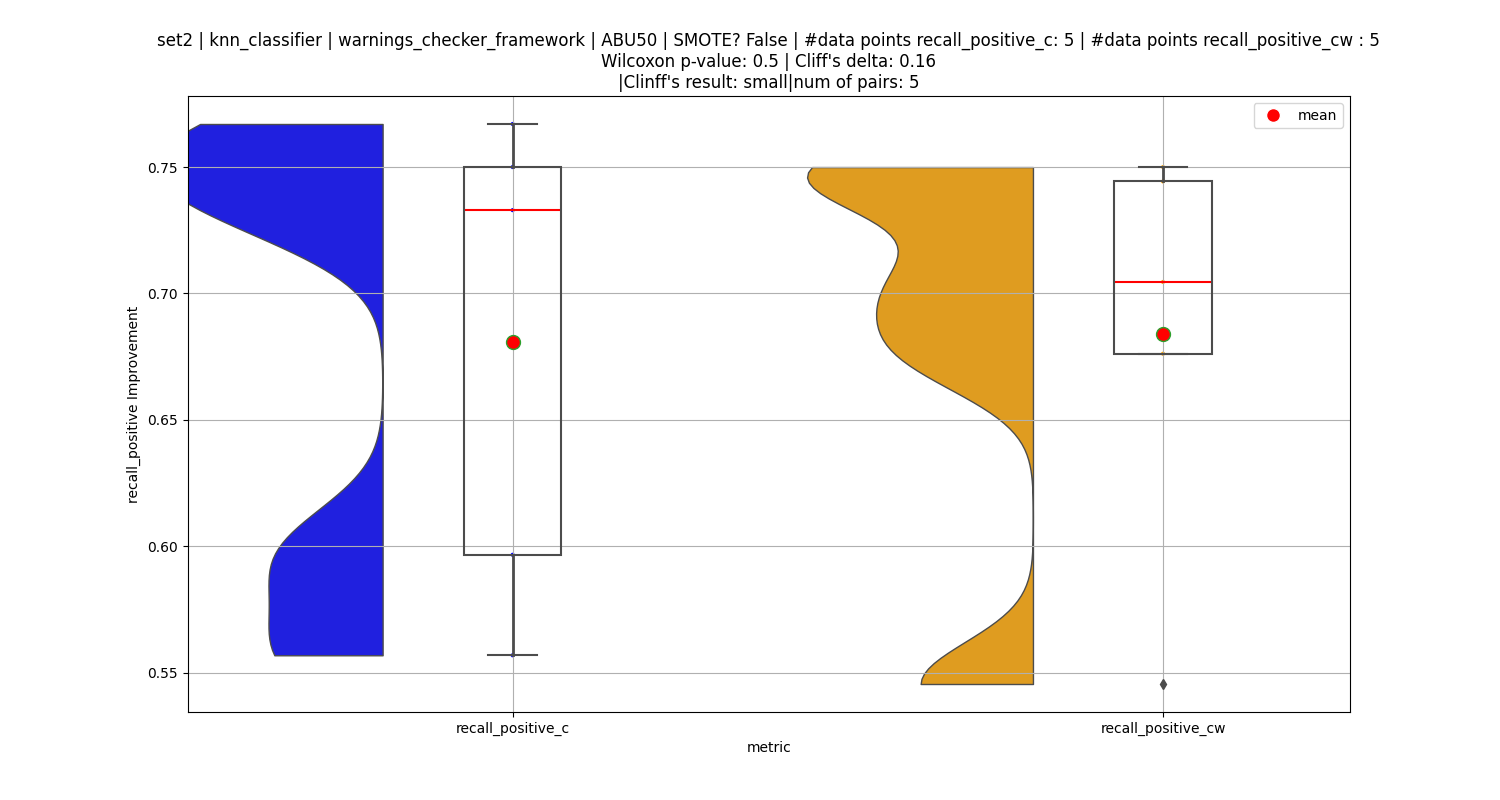 set2 | knn_classifier | warnings_checker_framework | ABU50 | SMOTE? False | #data points recall_positive_c: 5 | #data points recall_positive_cw : 5
Wilcoxon p-value: 0.5 | Cliff's delta: 0.16
|Clinff's result: small|num of pairs: 5
mean
0.75
0.70
0.65
0.60
0.55
recall_positive Improvement
recall_positive_c
recall_positive_cw
metric